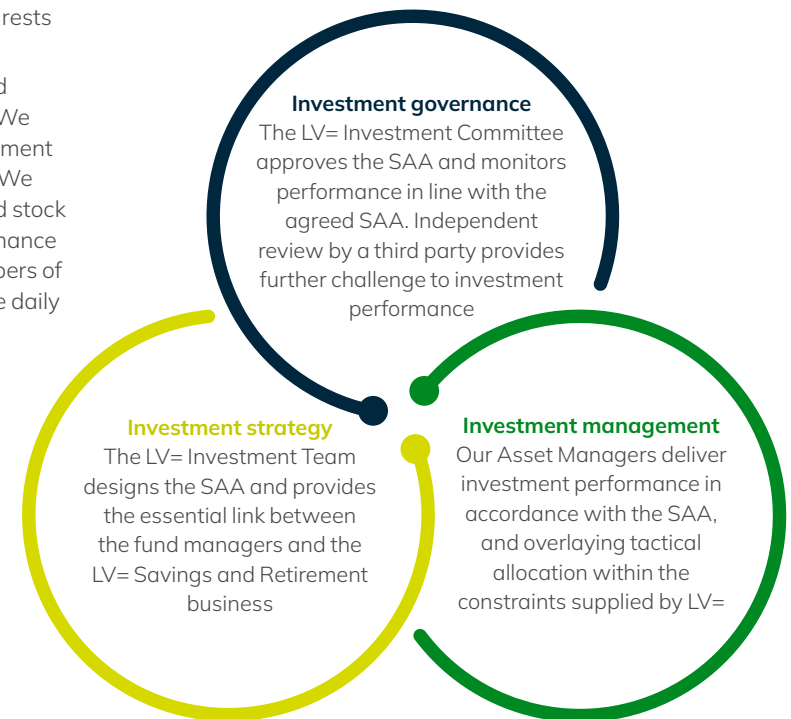 rests
We
d stock
e daily
Investment governance
The LV= Investment Committee
approves the SAA and monitors
performance in line with the
agreed SAA. Independent
review by a third party provides
further challenge to investment
performance
Investment strategy
The LV= Investment Team
designs the SAA and provides
the essential link between
the fund managers and the
LV= Savings and Retirement
business
Investment management
Our Asset Managers deliver
investment performance in
accordance with the SAA,
and overlaying tactical
allocation within the
constraints supplied by LV=